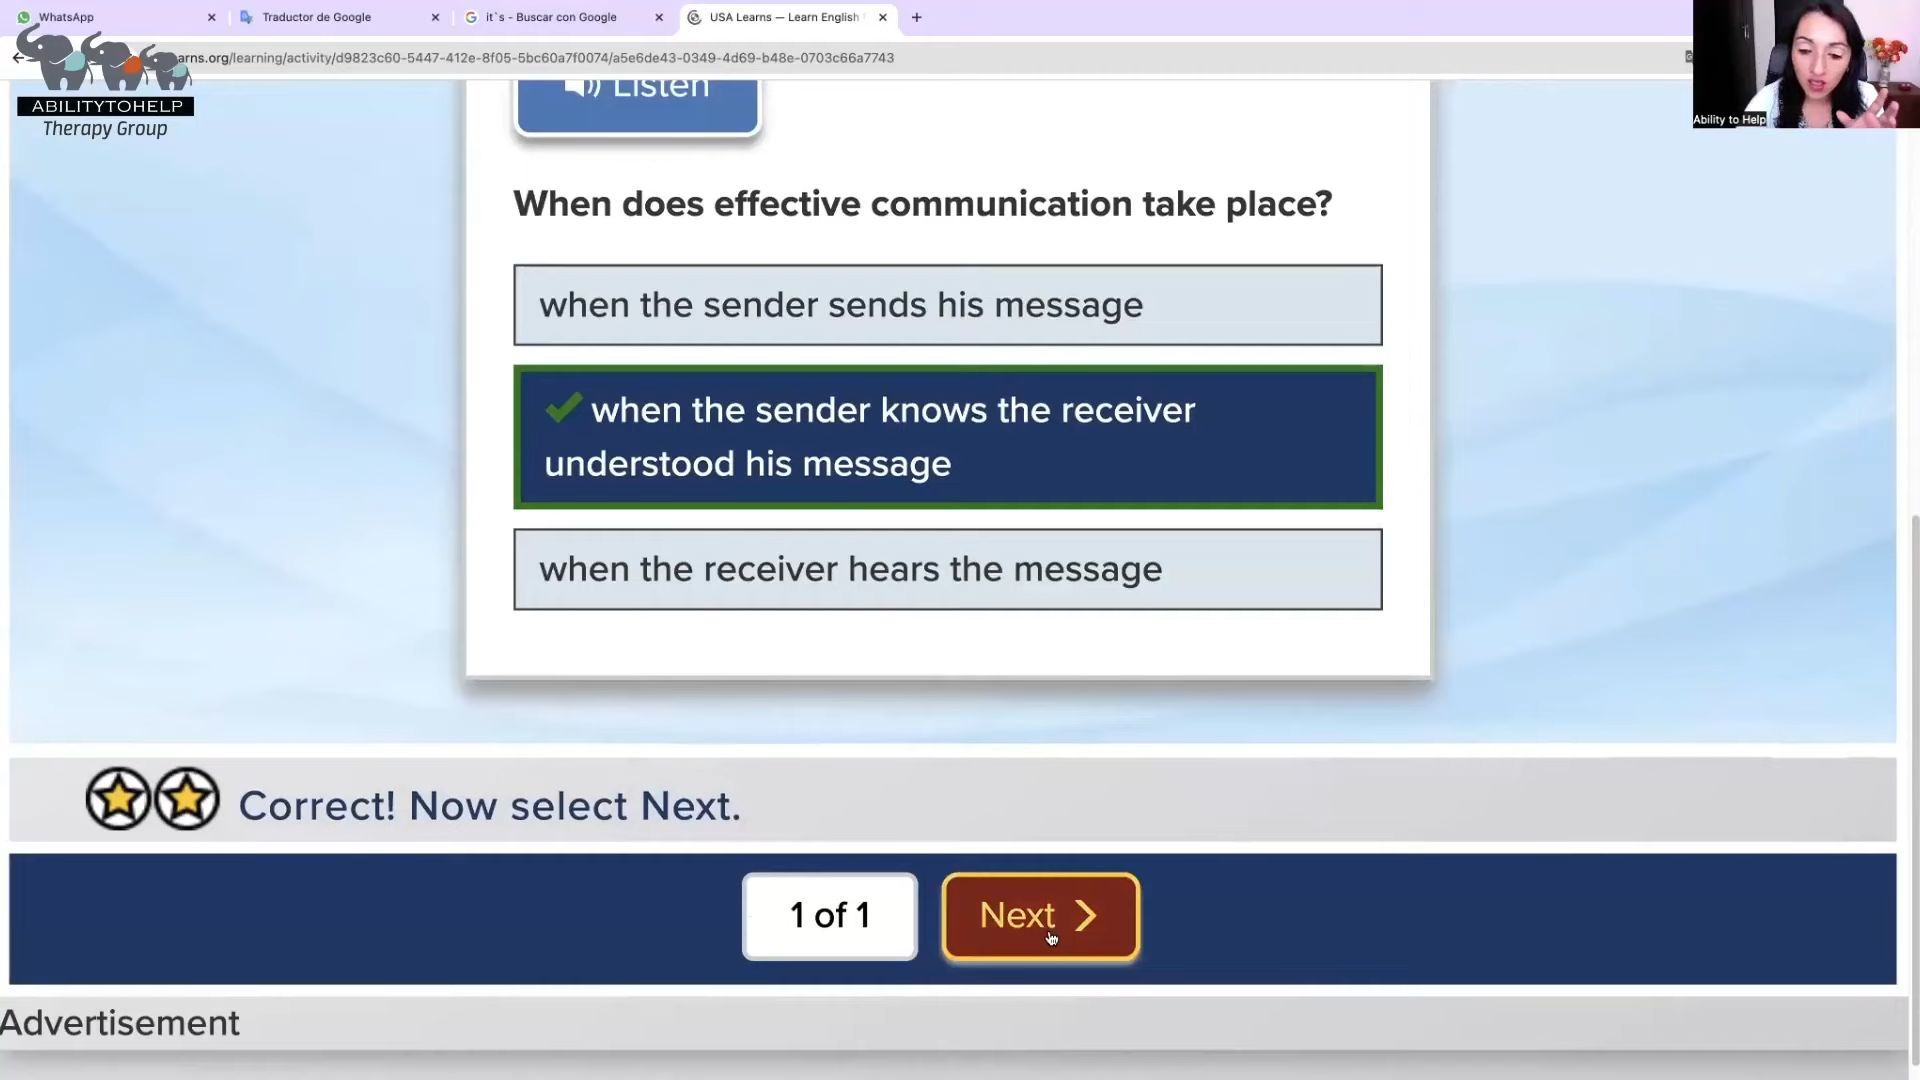 WhatsApp
Traductor de Google
it`s - Buscar con Google
USA Learns — Learn English
arns.org/learning/activity/d9823c60-5447-412e-8f05-5bc60a7f0074/a5e6de43-0349-4d69-b48e-0703c66a7743
ABILITYTOHELP
Therapy Group
Ability to Help
Listen
When does effective communication take place?
when the sender sends his message
when the sender knows the receiver
understood his message
when the receiver hears the message
Correct! Now select Next.
1 of 1
Next
Advertisement